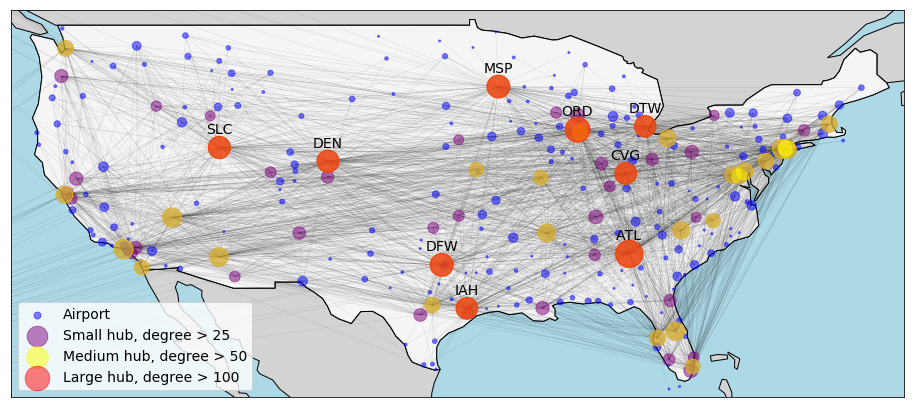 MSP
ORD
DTW
SLC
DEN
CVG
ATL
DFW
IAH
Airport
Small hub, degree > 25
Medium hub, degree > 50
Large hub, degree > 100